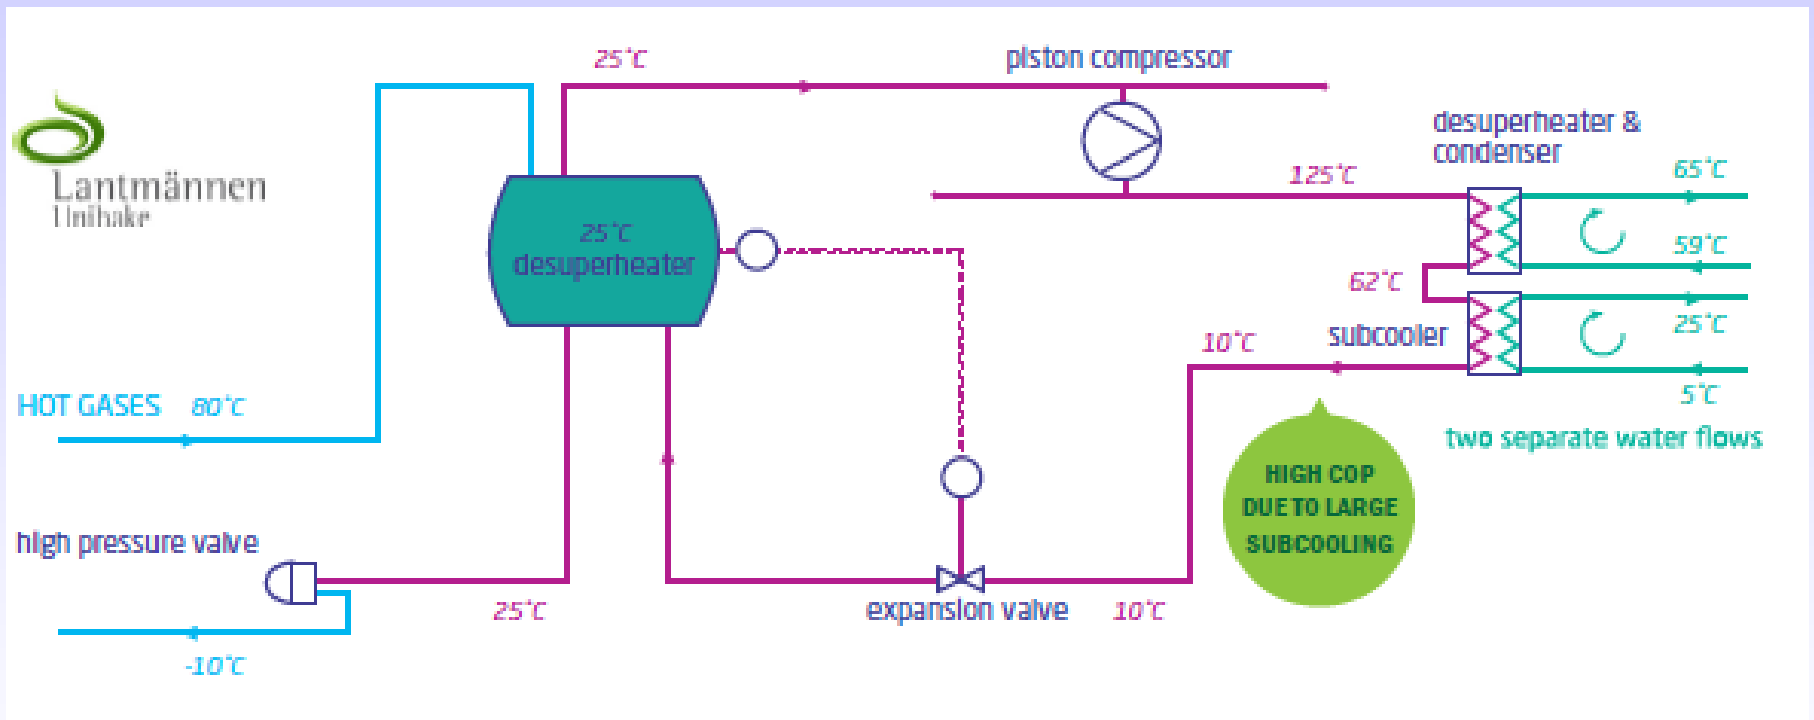 25°C
piston compressor
desuperheater &
condenser
65°C
125°C
Lantmännen
Unibake
25°C
desuperheater
59°C
62°C
25°C
subcooler
10°C
5°C
HOT GASES 80°C
two separate water flows
HIGH COP
DUE TO LARGE
SUBCOOLING
high pressure valve
25°C
expansion valve
10°C
-10°C